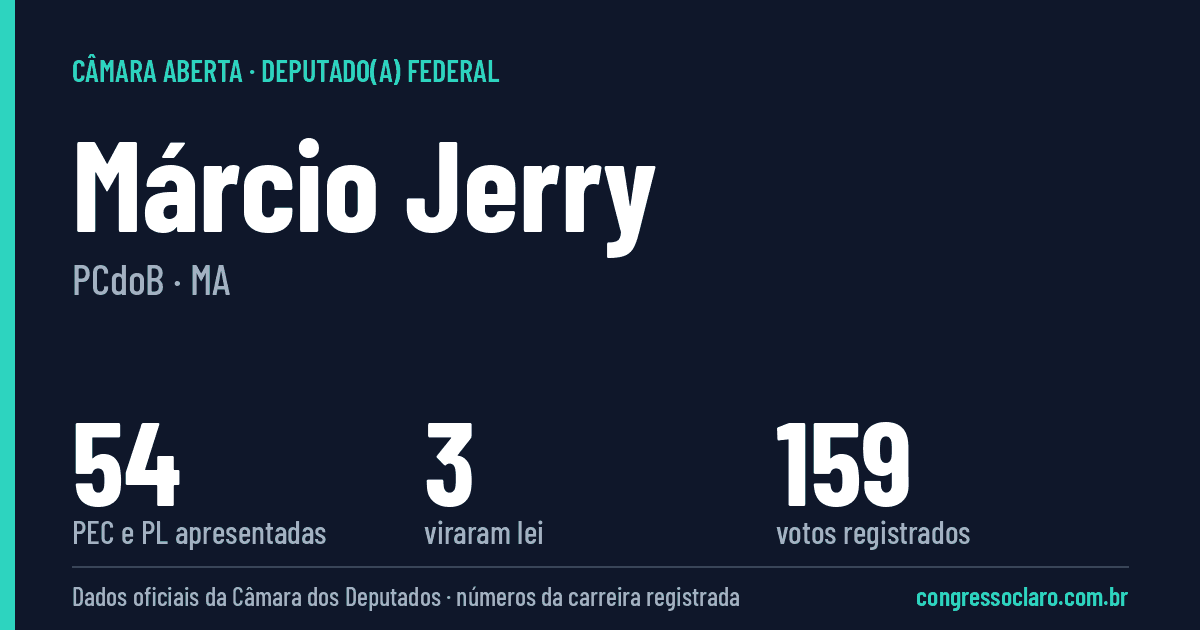 CÂMARA ABERTA · DEPUTADO(A) FEDERAL
Márcio Jerry
PCdoB · MA
54 3 159
PEC e PL apresentadas viraram lei votos registrados
Dados oficiais da Câmara dos Deputados · números da carreira registrada congressoclaro.com.br